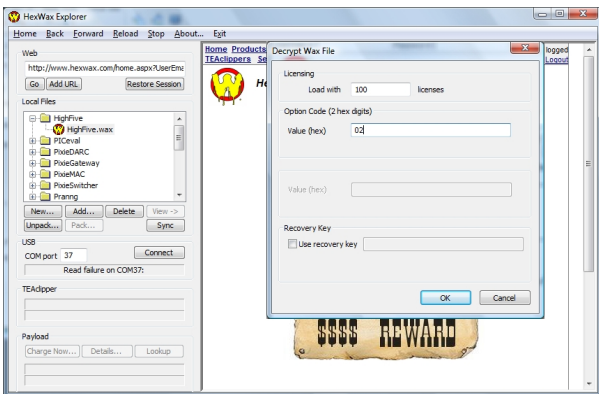 HexWax Explorer
Home Back Forward Reload Stop About... Exit
Web
http://www.hexwax.com/home.aspx?UserEma
Go Add URL Restore Session
Local Files
HighFive
HighFive.wax
PICeval
PixieDARC
PixieGateway
PixieMAC
PixieSwitcher
Pranng
New... Add... Delete View ->
Unpack... Pack... Sync
USB
COM port 37 Connect
Read failure on COM37:
TEAclipper
Payload
Charge Now... Details... Lookup
Home Products
TEAclippers Se
He
logged
Logout
Decrypt Wax File
Licensing
Load with 100 licenses
Option Code (2 hex digits)
Value (hex) 02
Value (hex)
Recovery Key
Use recovery key
OK Cancel
$$$$ REWARD